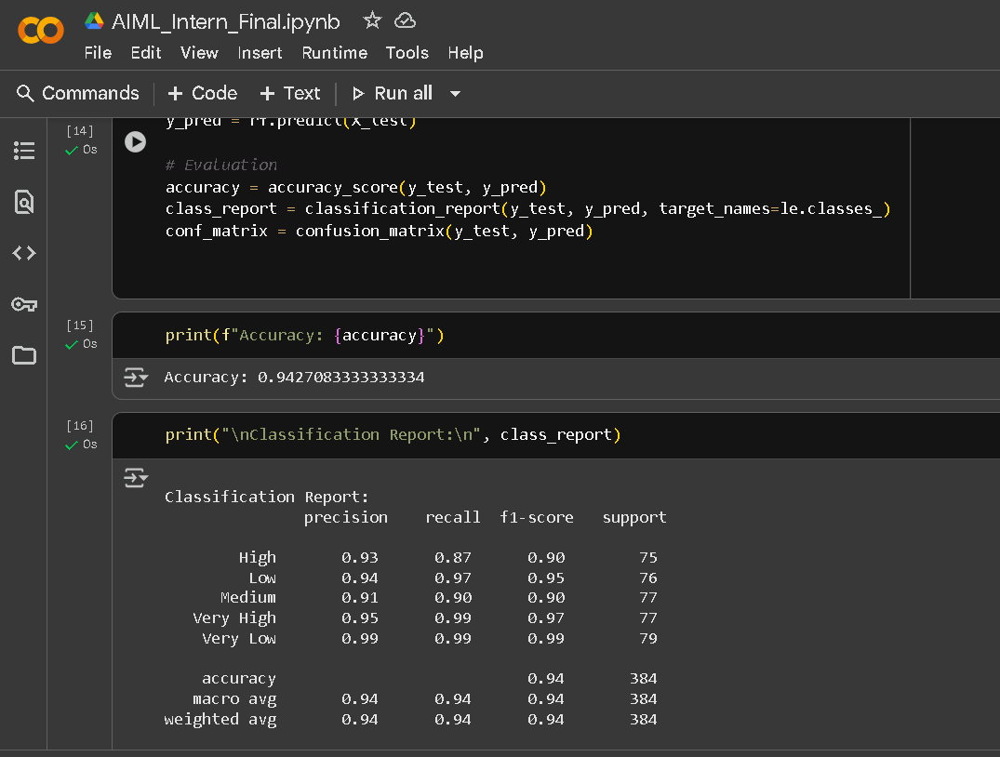 AIML_Intern_Final.ipynb
File Edit View Insert Runtime Tools Help
Commands + Code + Text Run all
[14]
0s
y_pred = rf.predict(X_test)
# Evaluation
accuracy = accuracy_score(y_test, y_pred)
class_report = classification_report(y_test, y_pred, target_names=le.classes_)
conf_matrix = confusion_matrix(y_test, y_pred)
[15]
0s
print(f"Accuracy: {accuracy}")
Accuracy: 0.9427083333333334
[16]
0s
print("\nClassification Report:\n", class_report)
Classification Report:
precision recall f1-score support
High 0.93 0.87 0.90 75
Low 0.94 0.97 0.95 76
Medium 0.91 0.90 0.90 77
Very High 0.95 0.99 0.97 77
Very Low 0.99 0.99 0.99 79
accuracy 0.94 384
macro avg 0.94 0.94 0.94 384
weighted avg 0.94 0.94 0.94 384